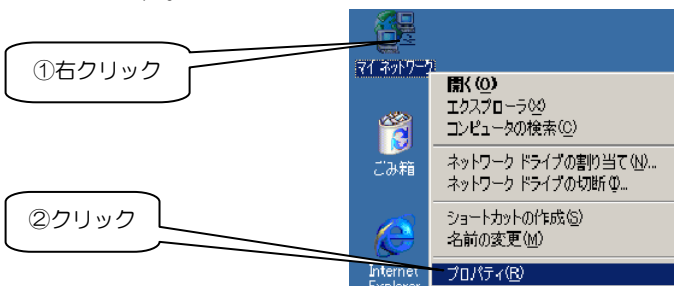 ①右クリック
マイ ネットワーク
開く(O)
エクスプローラ(X)
コンピュータの検索(C)
ごみ箱
ネットワーク ドライブの割り当て(N)...
ネットワーク ドライブの切断(I)...
②クリック
ショートカットの作成(S)
名前の変更(M)
Internet
Explorer
プロパティ(R)